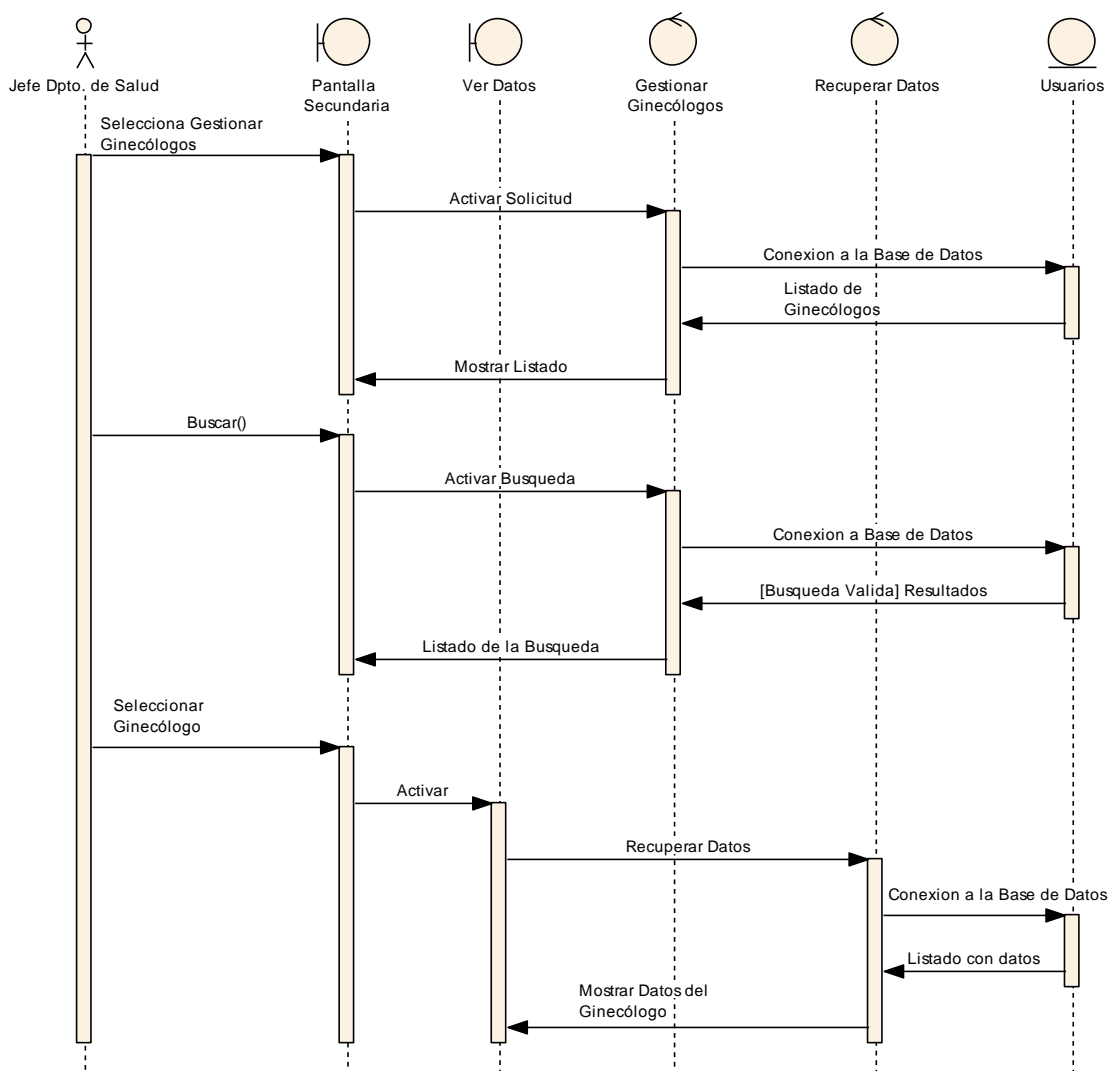 Jefe Dpto. de Salud
Pantalla
Secundaria
Ver Datos
Gestionar
Ginecólogos
Recuperar Datos
Usuarios
Selecciona Gestionar
Ginecólogos
Activar Solicitud
Conexion a la Base de Datos
Listado de
Ginecólogos
Mostrar Listado
Buscar()
Activar Busqueda
Conexion a Base de Datos
[Busqueda Valida] Resultados
Listado de la Busqueda
Seleccionar
Ginecólogo
Activar
Recuperar Datos
Conexion a la Base de Datos
Listado con datos
Mostrar Datos del
Ginecólogo